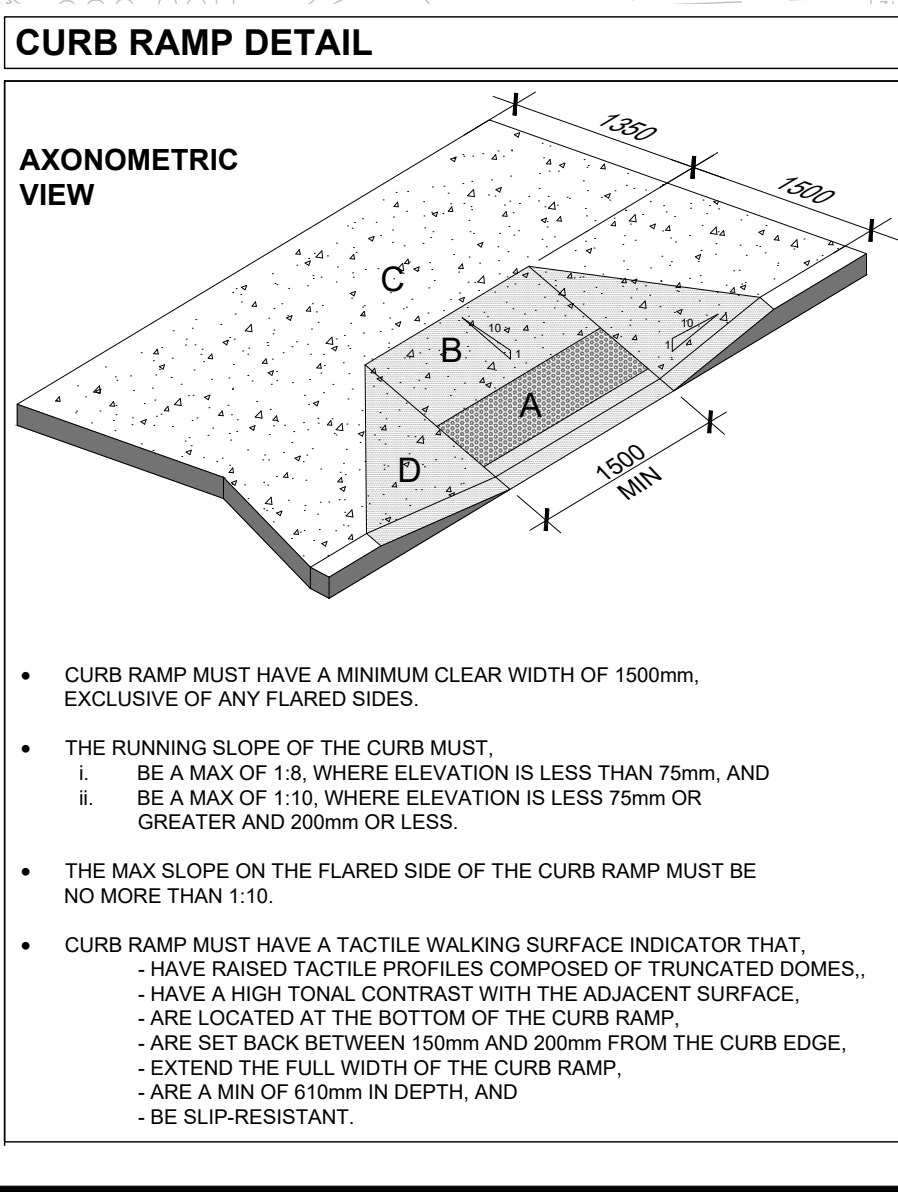 CURB RAMP DETAIL
AXONOMETRIC
VIEW
1350
1500
C
10
1
B
10
1
A
D
1500
MIN
• CURB RAMP MUST HAVE A MINIMUM CLEAR WIDTH OF 1500mm,
EXCLUSIVE OF ANY FLARED SIDES.
• THE RUNNING SLOPE OF THE CURB MUST,
i. BE A MAX OF 1:8, WHERE ELEVATION IS LESS THAN 75mm, AND
ii. BE A MAX OF 1:10, WHERE ELEVATION IS LESS 75mm OR
GREATER AND 200mm OR LESS.
• THE MAX SLOPE ON THE FLARED SIDE OF THE CURB RAMP MUST BE
NO MORE THAN 1:10.
• CURB RAMP MUST HAVE A TACTILE WALKING SURFACE INDICATOR THAT,
- HAVE RAISED TACTILE PROFILES COMPOSED OF TRUNCATED DOMES,,
- HAVE A HIGH TONAL CONTRAST WITH THE ADJACENT SURFACE,
- ARE LOCATED AT THE BOTTOM OF THE CURB RAMP,
- ARE SET BACK BETWEEN 150mm AND 200mm FROM THE CURB EDGE,
- EXTEND THE FULL WIDTH OF THE CURB RAMP,
- ARE A MIN OF 610mm IN DEPTH, AND
- BE SLIP-RESISTANT.